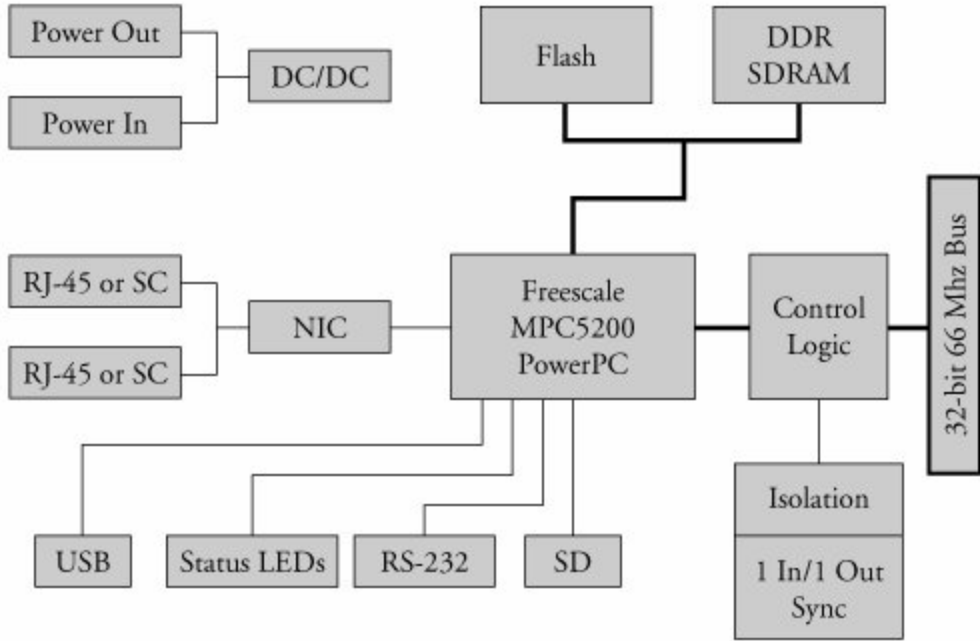 Power Out
Power In
DC/DC
Flash
DDR
SDRAM
RJ-45 or SC
RJ-45 or SC
NIC
Freescale
MPC5200
PowerPC
Control
Logic
32-bit 66 Mhz Bus
USB
Status LEDs
RS-232
SD
Isolation
1 In/1 Out
Sync